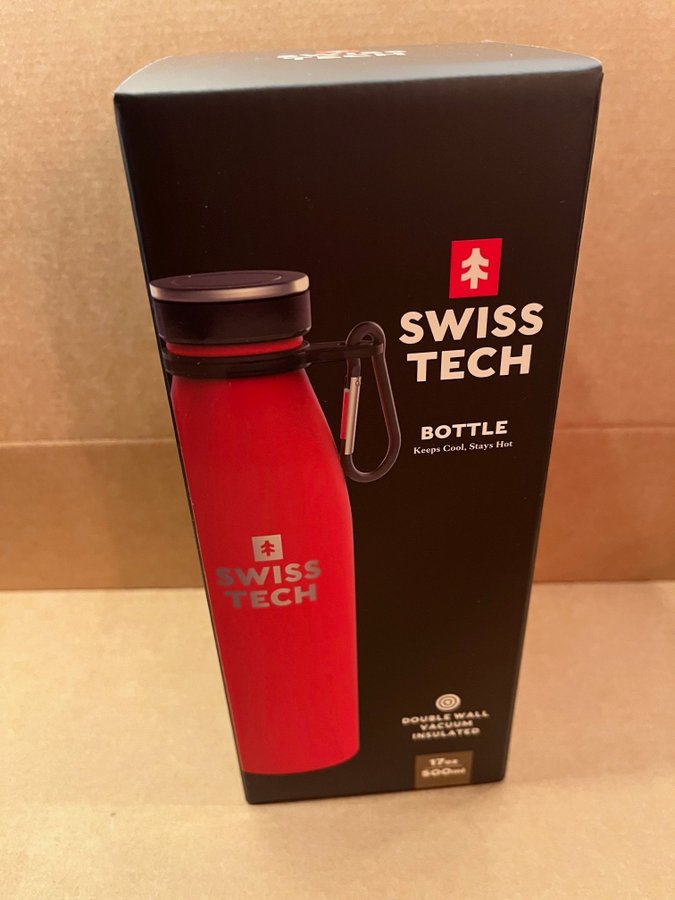 SWISS
TECH
BOTTLE
Keeps Cool, Stays Hot
SWISS
TECH
DOUBLE WALL
VACUUM
INSULATED
17oz
500ml